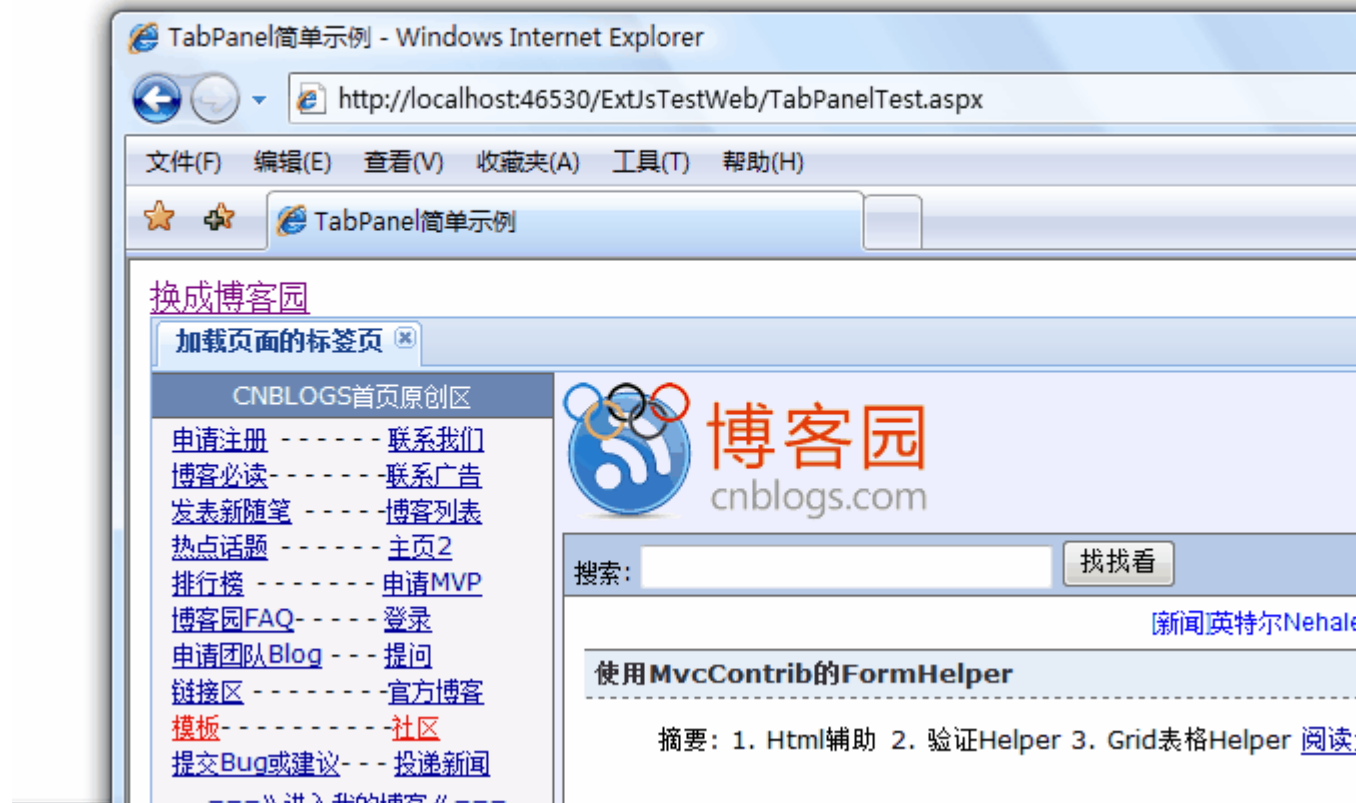 TabPanel简单示例 - Windows Internet Explorer
http://localhost:46530/ExtJsTestWeb/TabPanelTest.aspx
文件(F) 编辑(E) 查看(V) 收藏夹(A) 工具(T) 帮助(H)
TabPanel简单示例
换成博客园
加载页面的标签页
CNBLOGS首页原创区
申请注册 - - - - - - 联系我们
博客必读- - - - - - -联系广告
发表新随笔 - - - - -博客列表
热点话题 - - - - - - 主页2
排行榜 - - - - - - - 申请MVP
博客园FAQ- - - - - 登录
申请团队Blog - - - 提问
链接区 - - - - - - - -官方博客
模板- - - - - - - - - -社区
提交Bug或建议- - - 投递新闻
===》进入我的博客《===
博客园
cnblogs.com
搜索: 找找看
[新闻]英特尔Nehale
使用MvcContrib的FormHelper
摘要: 1. Html辅助 2. 验证Helper 3. Grid表格Helper 阅读